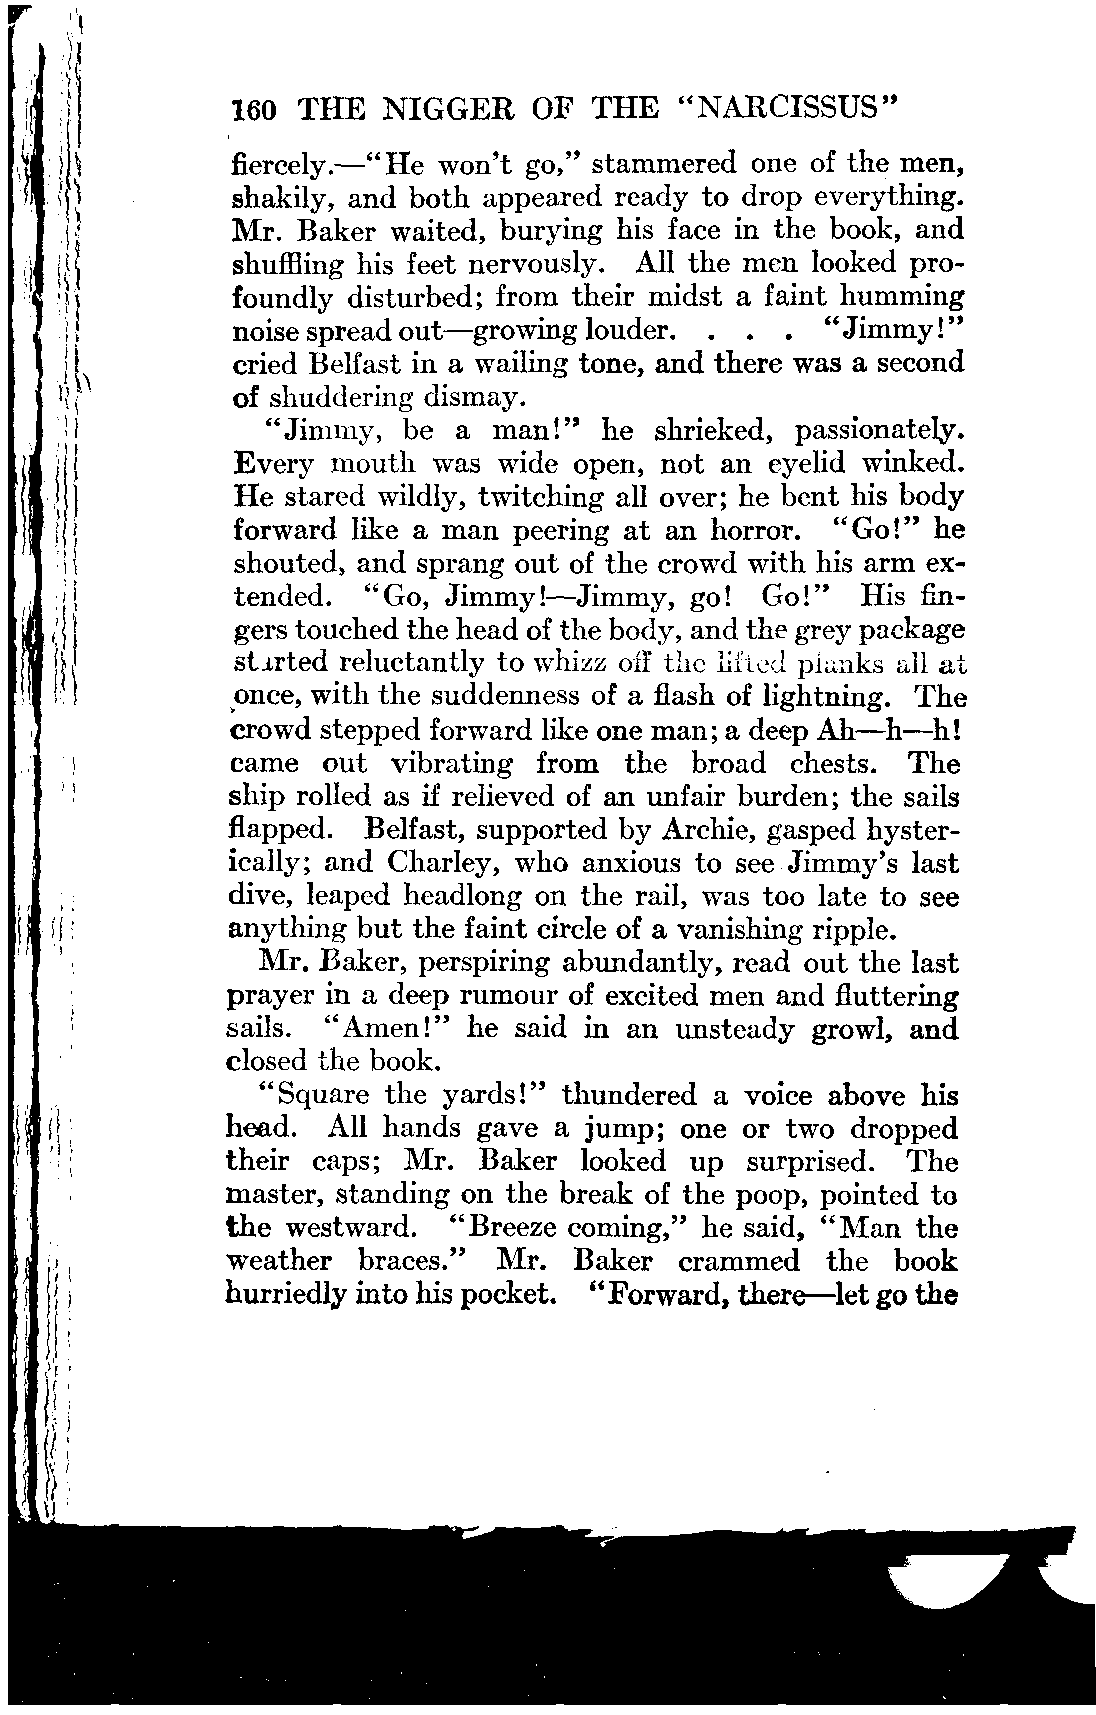 160 THE NIGGER OF THE "NARCISSUS"
fiercely.—"He won't go," stammered one of the men,
shakily, and both appeared ready to drop everything.
Mr. Baker waited, burying his face in the book, and
shuffling his feet nervously. All the men looked pro-
foundly disturbed; from their midst a faint humming
noise spread out—growing louder. . . . "Jimmy!"
cried Belfast in a wailing tone, and there was a second
of shuddering dismay.
"Jimmy, be a man!" he shrieked, passionately.
Every mouth was wide open, not an eyelid winked.
He stared wildly, twitching all over; he bent his body
forward like a man peering at an horror. "Go!" he
shouted, and sprang out of the crowd with his arm ex-
tended. "Go, Jimmy!—Jimmy, go! Go!" His fin-
gers touched the head of the body, and the grey package
started reluctantly to whizz off the lifted planks all at
once, with the suddenness of a flash of lightning. The
crowd stepped forward like one man; a deep Ah—h—h!
came out vibrating from the broad chests. The
ship rolled as if relieved of an unfair burden; the sails
flapped. Belfast, supported by Archie, gasped hyster-
ically; and Charley, who anxious to see Jimmy's last
dive, leaped headlong on the rail, was too late to see
anything but the faint circle of a vanishing ripple.
Mr. Baker, perspiring abundantly, read out the last
prayer in a deep rumour of excited men and fluttering
sails. "Amen!" he said in an unsteady growl, and
closed the book.
"Square the yards!" thundered a voice above his
head. All hands gave a jump; one or two dropped
their caps; Mr. Baker looked up surprised. The
master, standing on the break of the poop, pointed to
the westward. "Breeze coming," he said, "Man the
weather braces." Mr. Baker crammed the book
hurriedly into his pocket. "Forward, there—let go the